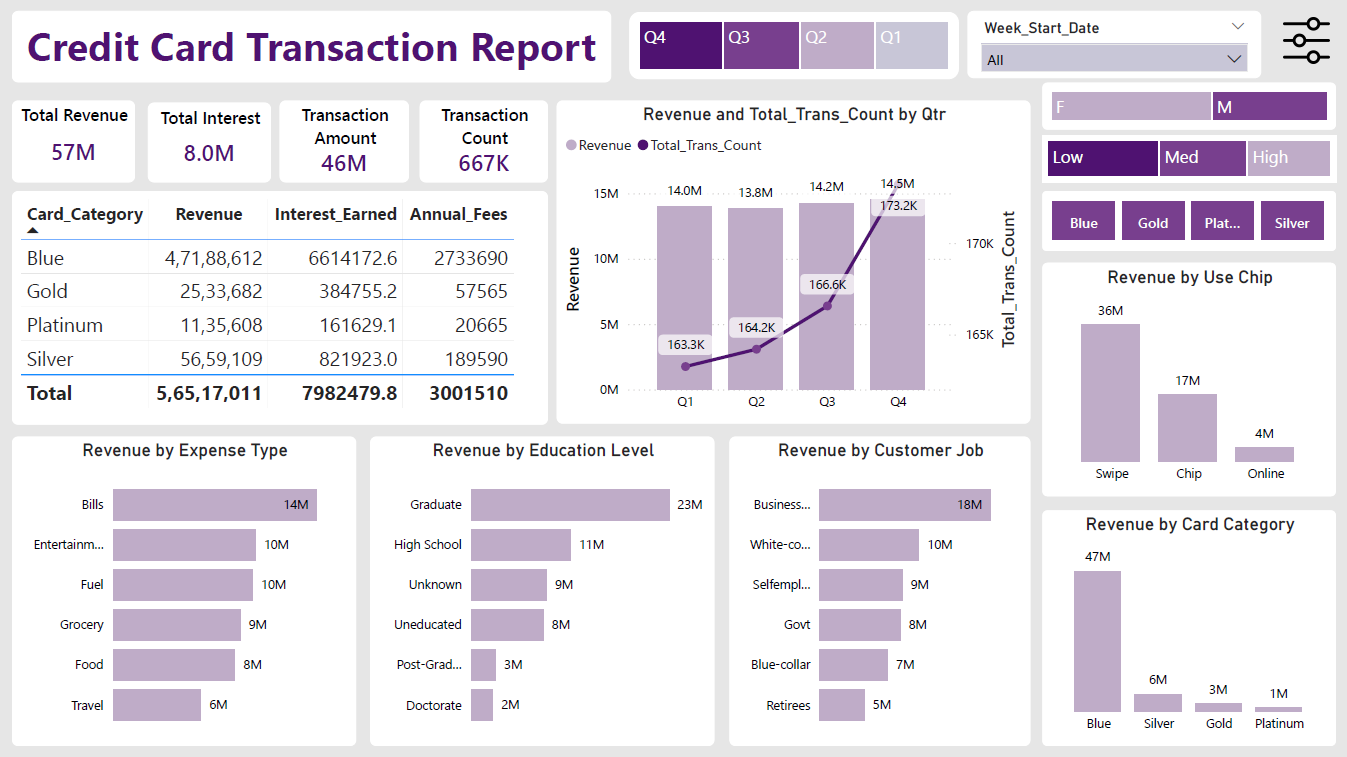 Credit Card Transaction Report
Q4 Q3 Q2 Q1
Week_Start_Date
All
F M
Low Med High
Blue Gold Plat... Silver
Total Revenue
57M
Total Interest
8.0M
Transaction
Amount
46M
Transaction
Count
667K
Card_Category Revenue Interest_Earned Annual_Fees
Blue 4,71,88,612 6614172.6 2733690
Gold 25,33,682 384755.2 57565
Platinum 11,35,608 161629.1 20665
Silver 56,59,109 821923.0 189590
Total 5,65,17,011 7982479.8 3001510
Revenue and Total_Trans_Count by Qtr
Revenue Total_Trans_Count
15M
10M
5M
0M
Revenue
14.0M 13.8M 14.2M 14.5M
163.3K 164.2K 166.6K 173.2K
170K
165K
Total_Trans_Count
Q1 Q2 Q3 Q4
Revenue by Use Chip
36M
17M
4M
Swipe Chip Online
Revenue by Expense Type
Bills 14M
Entertainm... 10M
Fuel 10M
Grocery 9M
Food 8M
Travel 6M
Revenue by Education Level
Graduate 23M
High School 11M
Unknown 9M
Uneducated 8M
Post-Grad... 3M
Doctorate 2M
Revenue by Customer Job
Business... 18M
White-co... 10M
Selfempl... 9M
Govt 8M
Blue-collar 7M
Retirees 5M
Revenue by Card Category
47M
6M
3M
1M
Blue Silver Gold Platinum